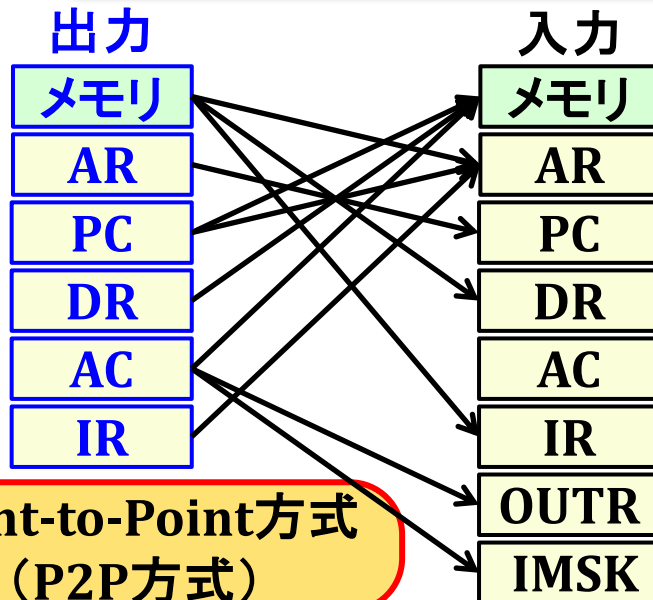 出力
メモリ
AR
PC
DR
AC
IR
入力
メモリ
AR
PC
DR
AC
IR
OUTR
IMSK
nt-to-Point方式
（P2P方式）